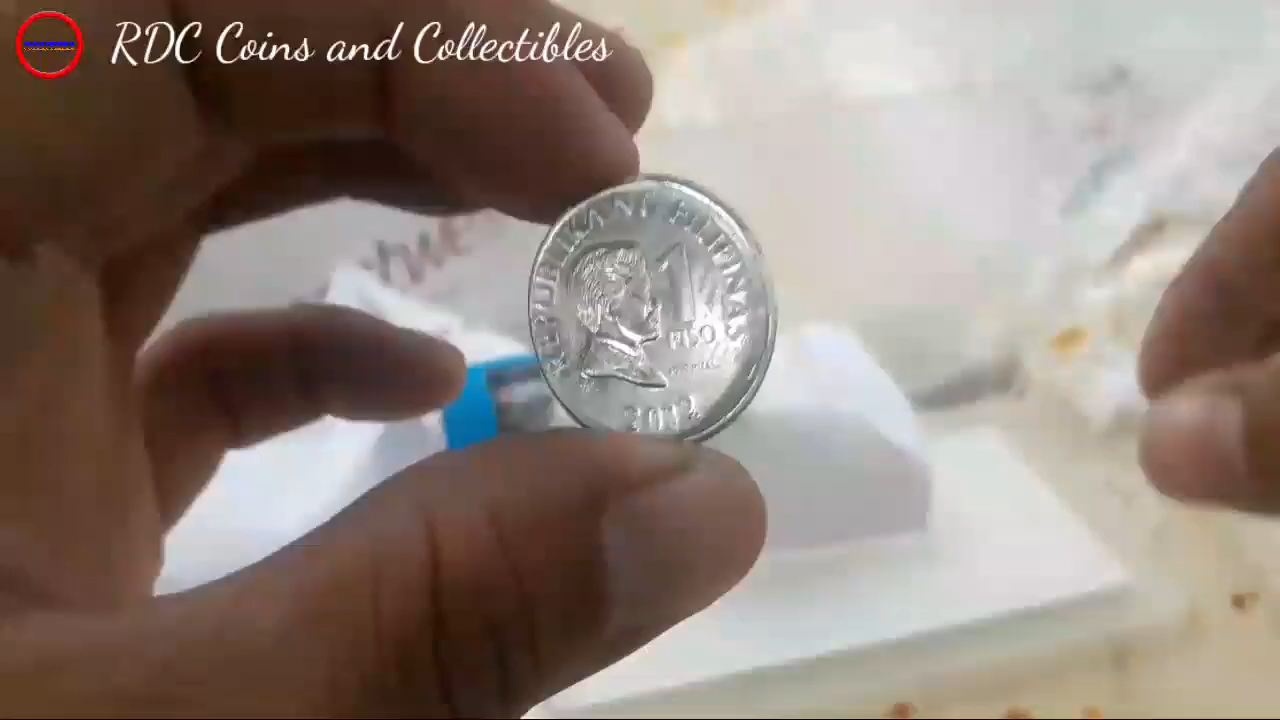 RDC Coins and Collectibles
REPUBLIKA NG PILIPINAS
1
PISO
2012